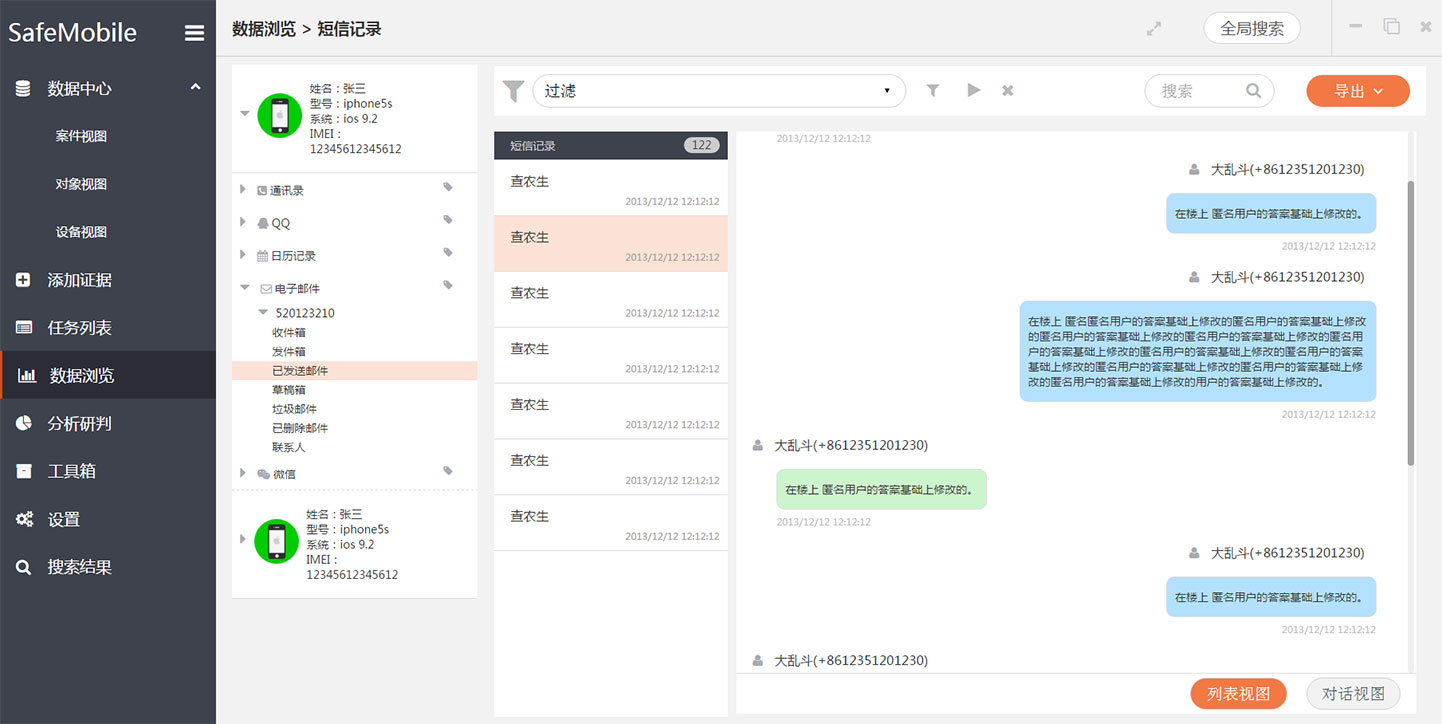 SafeMobile
数据中心
案件视图
对象视图
设备视图
添加证据
任务列表
数据浏览
分析研判
工具箱
设置
搜索结果
数据浏览 > 短信记录
全局搜索
姓名：张三
型号：iphone5s
系统：ios 9.2
IMEI：
12345612345612
通讯录
QQ
日历记录
电子邮件
520123210
收件箱
发件箱
已发送邮件
草稿箱
垃圾邮件
已删除邮件
联系人
微信
姓名：张三
型号：iphone5s
系统：ios 9.2
IMEI：
12345612345612
过滤
搜索
导出
短信记录 122
查农生
2013/12/12 12:12:12
查农生
2013/12/12 12:12:12
查农生
2013/12/12 12:12:12
查农生
2013/12/12 12:12:12
查农生
2013/12/12 12:12:12
查农生
2013/12/12 12:12:12
查农生
2013/12/12 12:12:12
2013/12/12 12:12:12
大乱斗(+8612351201230)
在楼上 匿名用户的答案基础上修改的。
2013/12/12 12:12:12
大乱斗(+8612351201230)
在楼上 匿名匿名用户的答案基础上修改的匿名用户的答案基础上修改
的匿名用户的答案基础上修改的匿名用户的答案基础上修改的匿名用
户的答案基础上修改的匿名用户的答案基础上修改的匿名用户的答案
基础上修改的匿名用户的答案基础上修改的匿名用户的答案基础上修改
的匿名用户的答案基础上修改的用户的答案基础上修改的。
2013/12/12 12:12:12
大乱斗(+8612351201230)
在楼上 匿名用户的答案基础上修改的。
2013/12/12 12:12:12
大乱斗(+8612351201230)
在楼上 匿名用户的答案基础上修改的。
2013/12/12 12:12:12
大乱斗(+8612351201230)
列表视图
对话视图